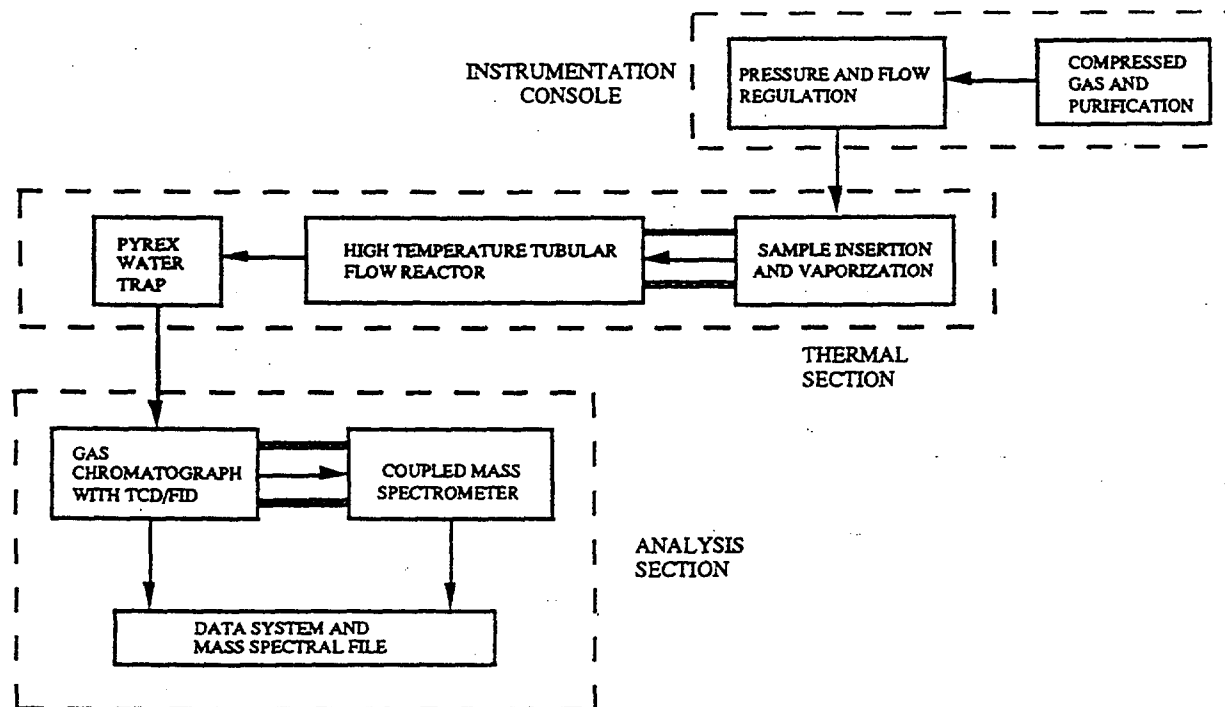 INSTRUMENTATION
CONSOLE
PRESSURE AND FLOW
REGULATION
COMPRESSED
GAS AND
PURIFICATION
PYREX
WATER
TRAP
HIGH TEMPERATURE TUBULAR
FLOW REACTOR
SAMPLE INSERTION
AND VAPORIZATION
THERMAL
SECTION
GAS
CHROMATOGRAPH
WITH TCD/FID
COUPLED MASS
SPECTROMETER
ANALYSIS
SECTION
DATA SYSTEM AND
MASS SPECTRAL FILE